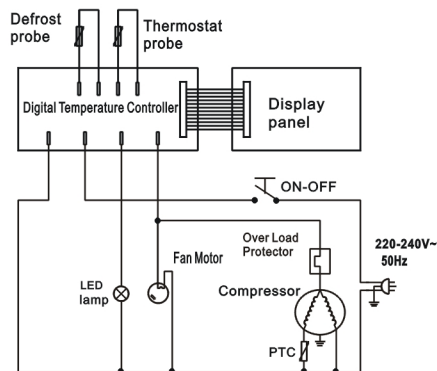 Defrost
probe
Thermostat
probe
Digital Temperature Controller
Display
panel
ON-OFF
Over Load
Protector
220-240V~
50Hz
Fan Motor
LED
lamp
Compressor
PTC